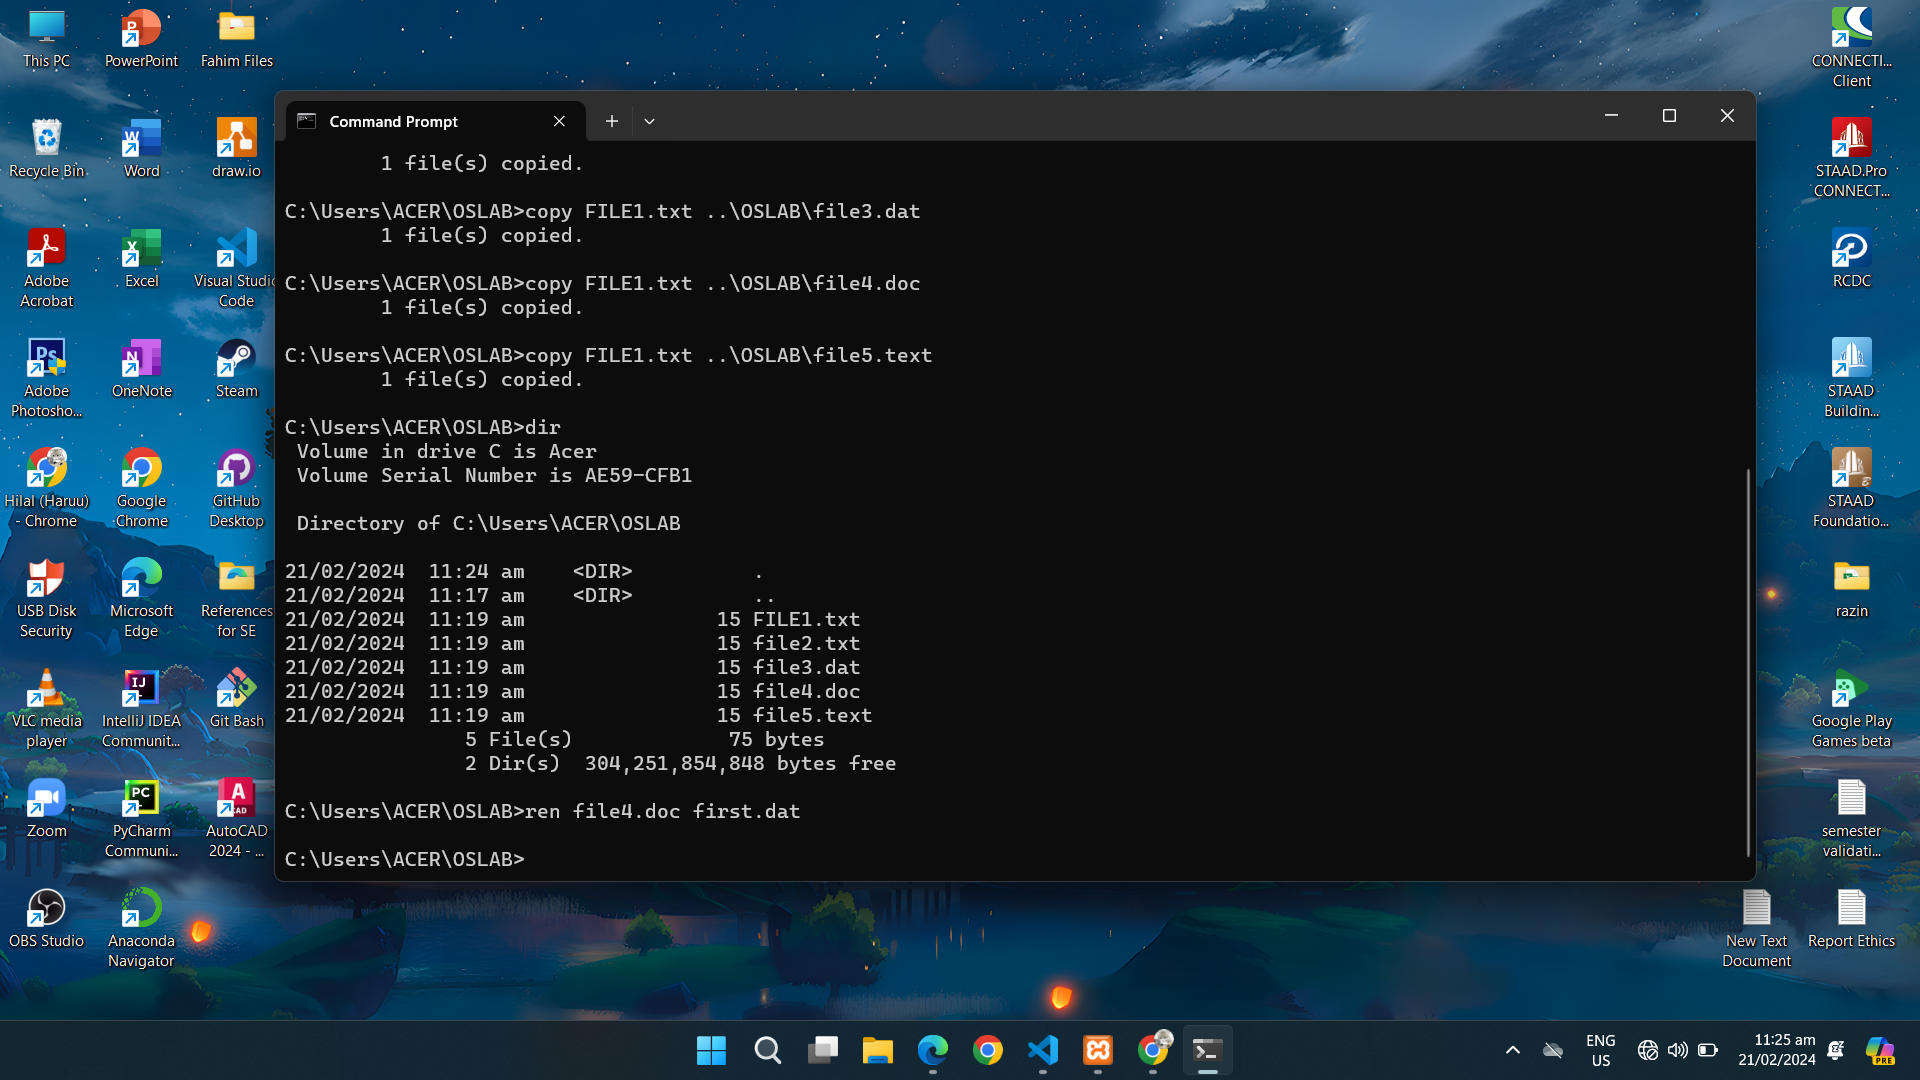 This PC
PowerPoint
Fahim Files
CONNECTI...
Client
Command Prompt
Recycle Bin
Word
draw.io
STAAD.Pro
CONNECT...
Adobe
Acrobat
Excel
Visual Studio
Code
RCDC
Adobe
Photosho...
OneNote
Steam
STAAD
Buildin...
Hilal (Haruu)
- Chrome
Google
Chrome
GitHub
Desktop
STAAD
Foundatio...
USB Disk
Security
Microsoft
Edge
References
for SE
razin
VLC media
player
IntelliJ IDEA
Communit...
Git Bash
Google Play
Games beta
Zoom
PyCharm
Communi...
AutoCAD
2024 - ...
semester
validati...
OBS Studio
Anaconda
Navigator
New Text
Document
Report Ethics
1 file(s) copied.
C:\Users\ACER\OSLAB>copy FILE1.txt ..\OSLAB\file3.dat
1 file(s) copied.
C:\Users\ACER\OSLAB>copy FILE1.txt ..\OSLAB\file4.doc
1 file(s) copied.
C:\Users\ACER\OSLAB>copy FILE1.txt ..\OSLAB\file5.text
1 file(s) copied.
C:\Users\ACER\OSLAB>dir
Volume in drive C is Acer
Volume Serial Number is AE59-CFB1
Directory of C:\Users\ACER\OSLAB
21/02/2024  11:24 am    <DIR>          .
21/02/2024  11:17 am    <DIR>          ..
21/02/2024  11:19 am                15 FILE1.txt
21/02/2024  11:19 am                15 file2.txt
21/02/2024  11:19 am                15 file3.dat
21/02/2024  11:19 am                15 file4.doc
21/02/2024  11:19 am                15 file5.text
5 File(s)             75 bytes
2 Dir(s)  304,251,854,848 bytes free
C:\Users\ACER\OSLAB>ren file4.doc first.dat
C:\Users\ACER\OSLAB>
ENG
US
11:25 am
21/02/2024
PRE